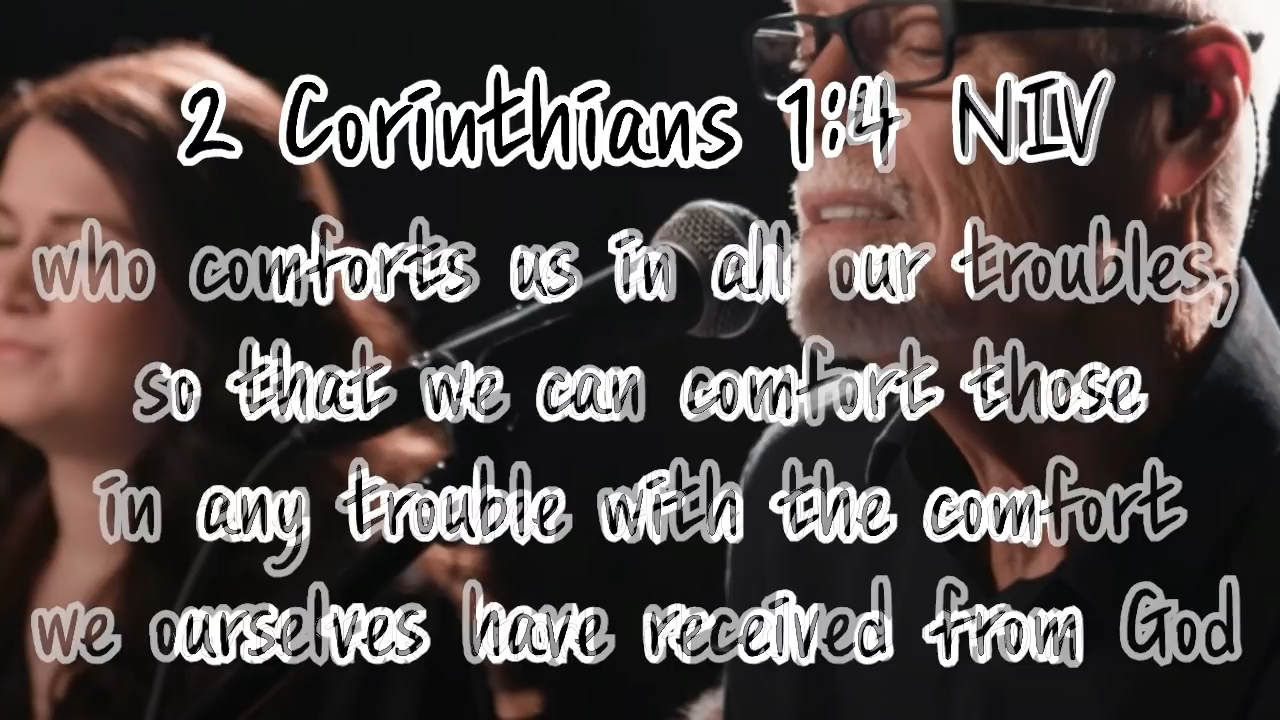 2 Corinthians 1:4 NIV
who comforts us in all our troubles,
so that we can comfort those
in any trouble with the comfort
we ourselves have received from God